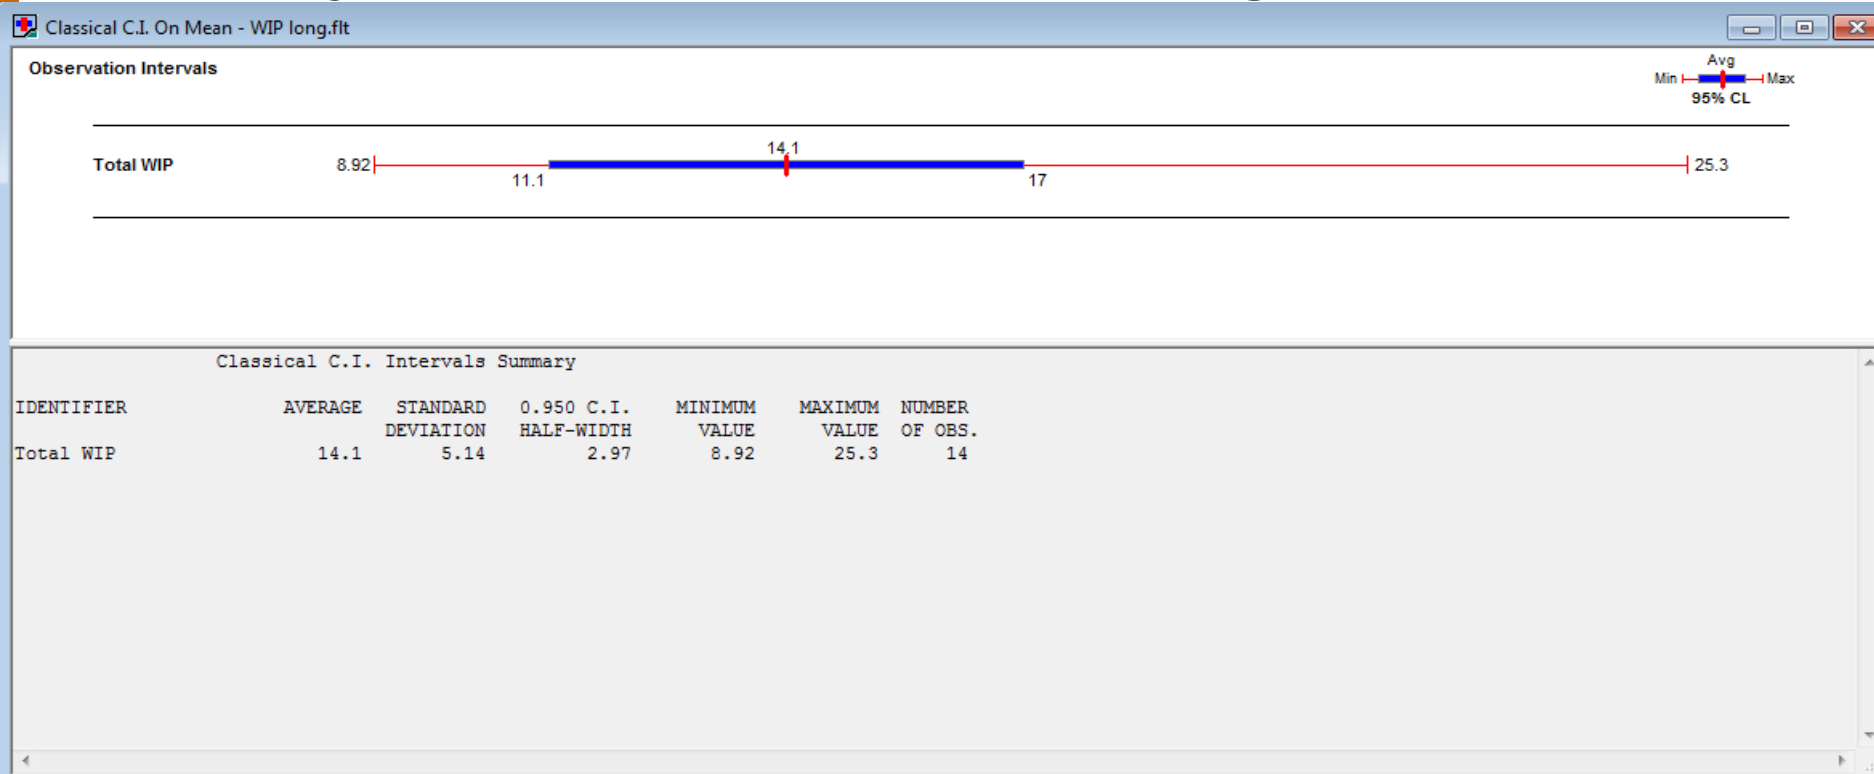 Classical C.I. On Mean - WIP long.flt
Observation Intervals
Avg
Min Max
95% CL
14.1
Total WIP 8.92 25.3
11.1 17
Classical C.I. Intervals Summary
IDENTIFIER AVERAGE STANDARD 0.950 C.I. MINIMUM MAXIMUM NUMBER
DEVIATION HALF-WIDTH VALUE VALUE OF OBS.
Total WIP 14.1 5.14 2.97 8.92 25.3 14